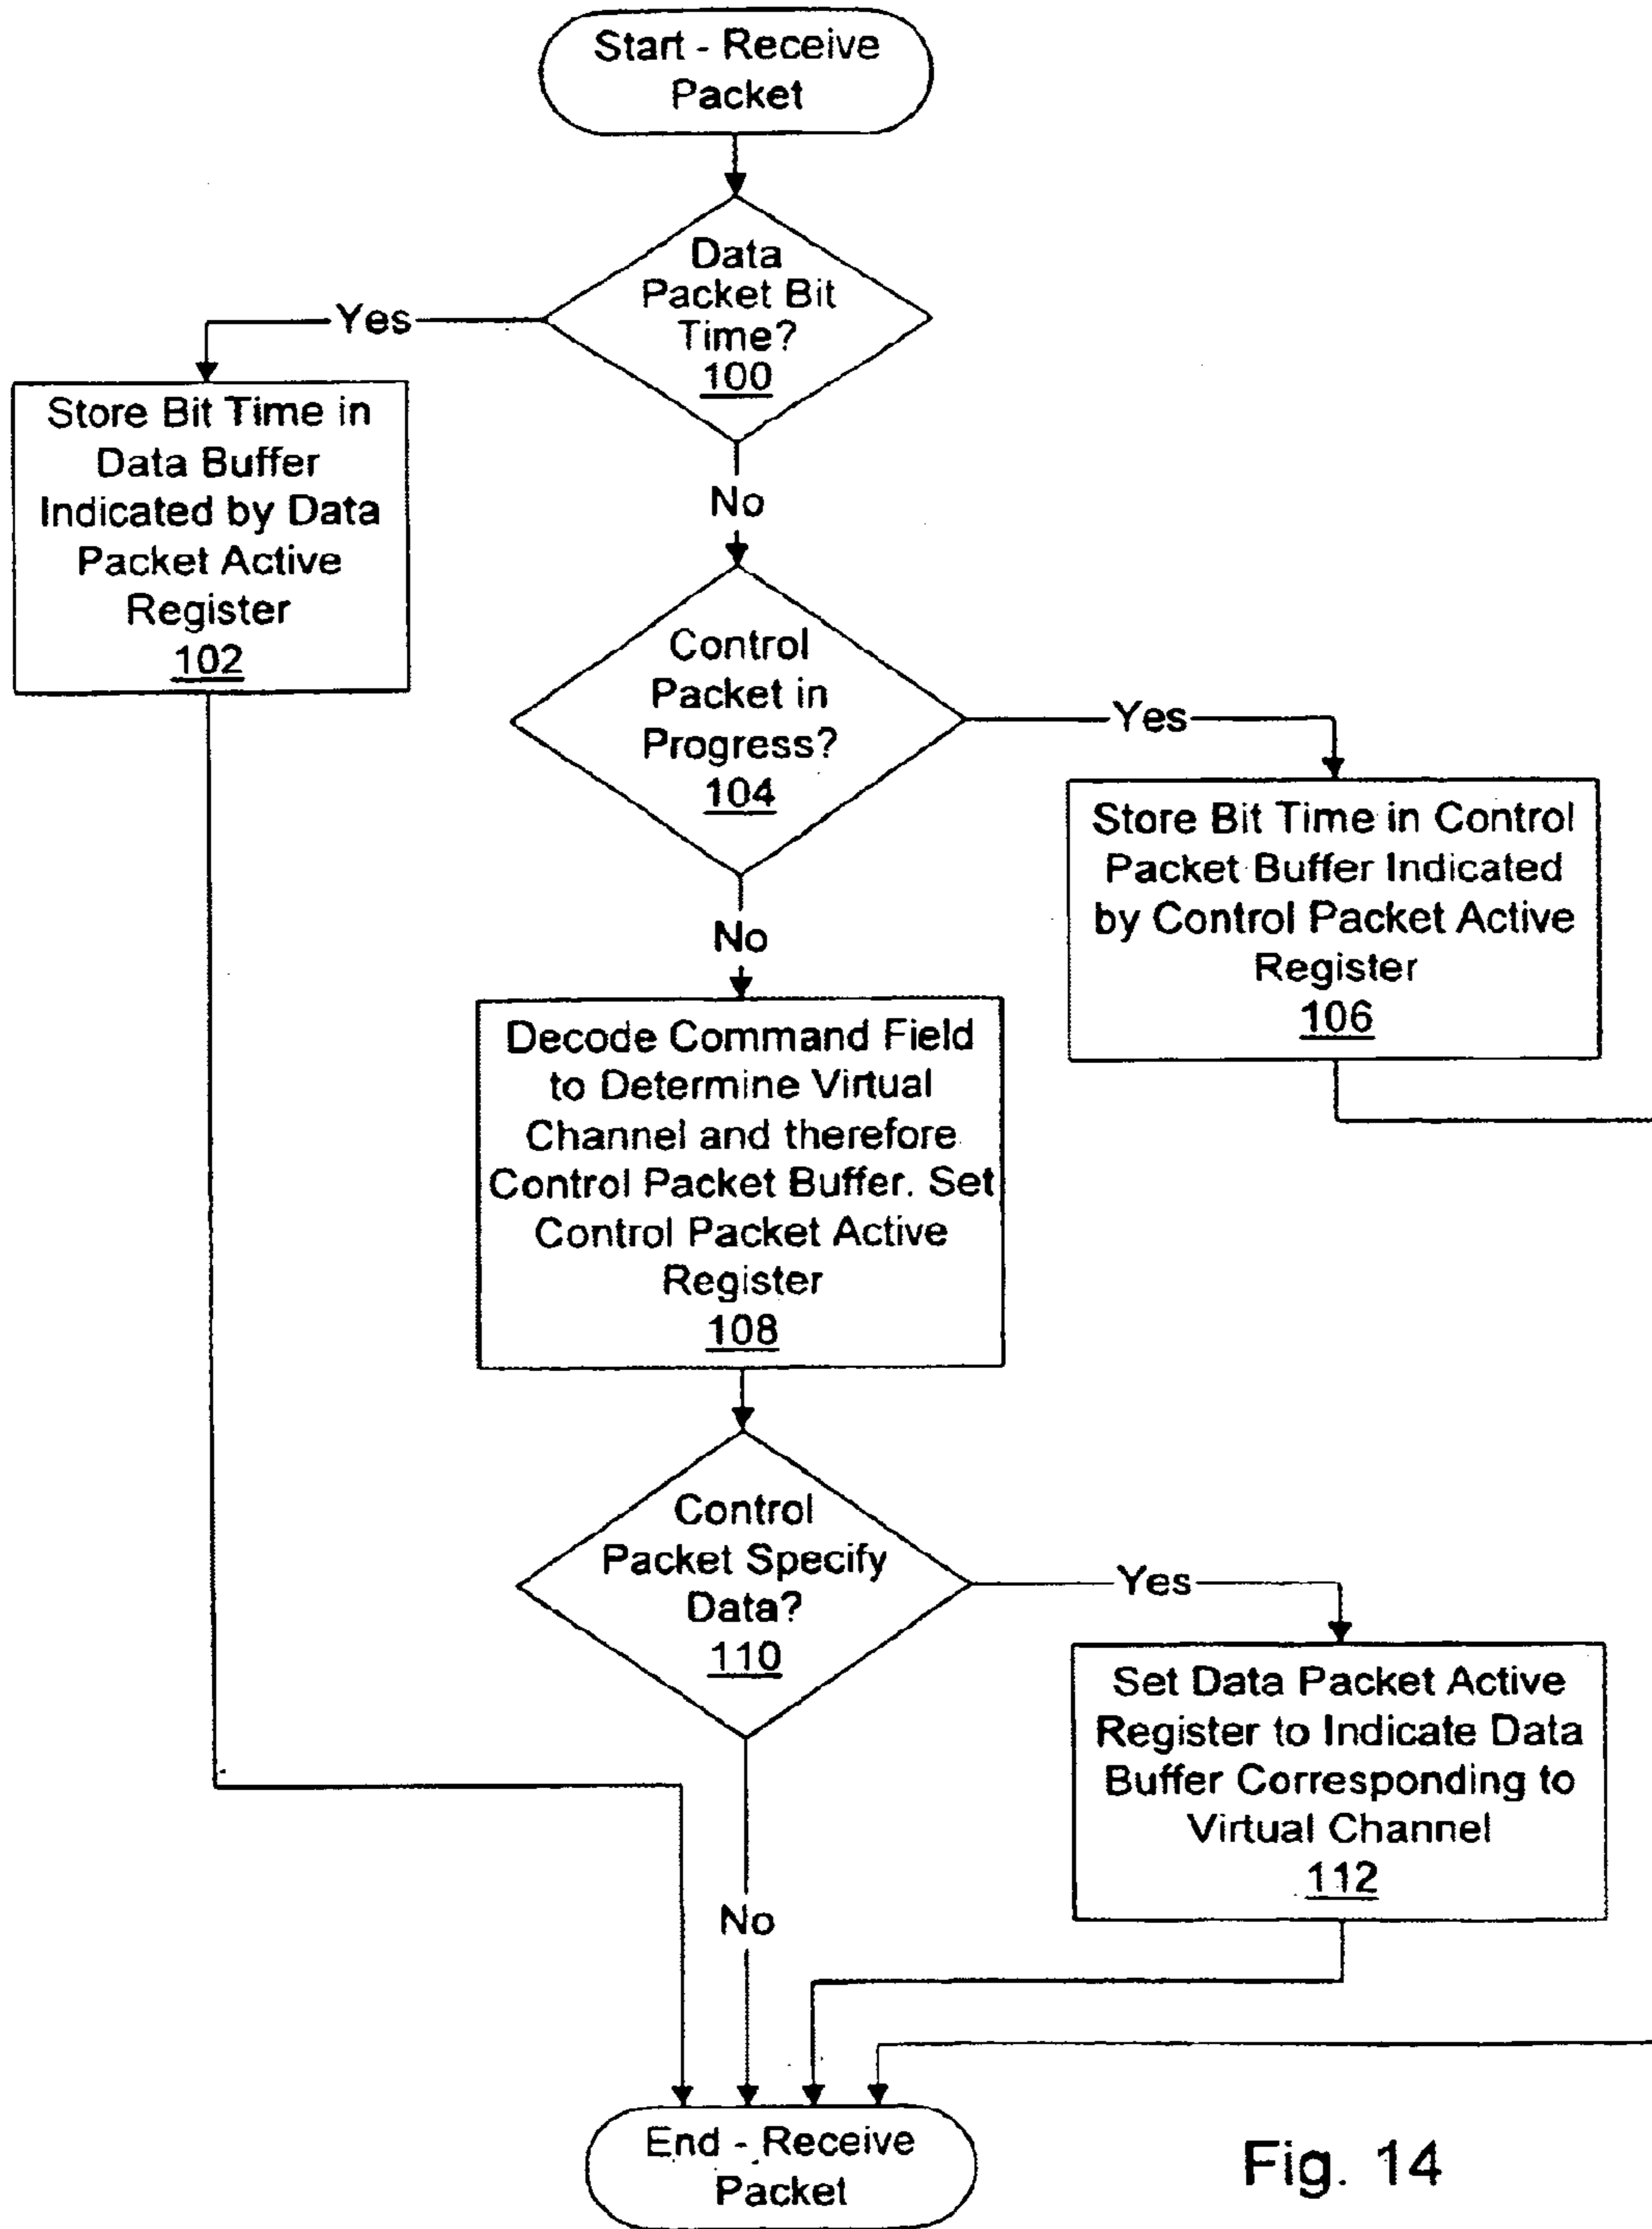 Start - Receive
Packet
Data
Packet Bit
Time?
100
Yes
Store Bit Time in
Data Buffer
Indicated by Data
Packet Active
Register
102
No
Control
Packet in
Progress?
104
Yes
Store Bit Time in Control
Packet Buffer Indicated
by Control Packet Active
Register
106
No
Decode Command Field
to Determine Virtual
Channel and therefore
Control Packet Buffer. Set
Control Packet Active
Register
108
Control
Packet Specify
Data?
110
Yes
Set Data Packet Active
Register to Indicate Data
Buffer Corresponding to
Virtual Channel
112
No
End - Receive
Packet
Fig. 14